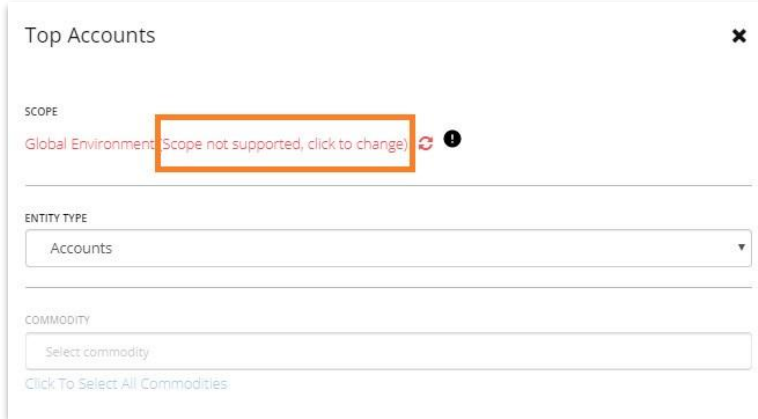 Top Accounts
SCOPE
Global Environment (Scope not supported, click to change)
ENTITY TYPE
Accounts
COMMODITY
Select commodity
Click To Select All Commodities